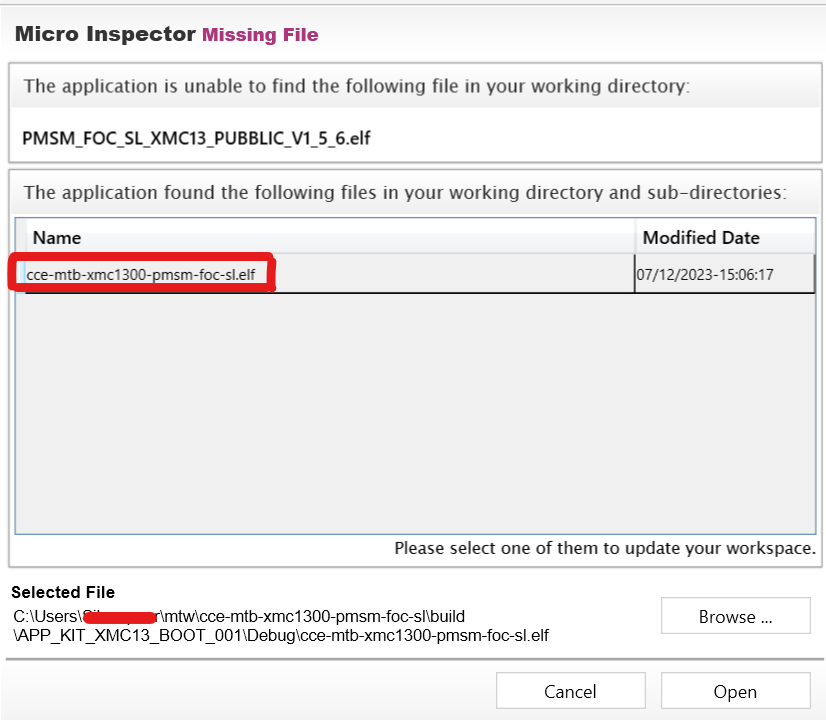 Micro Inspector Missing File
The application is unable to find the following file in your working directory:
PMSM_FOC_SL_XMC13_PUBBLIC_V1_5_6.elf
The application found the following files in your working directory and sub-directories:
Name Modified Date
cce-mtb-xmc1300-pmsm-foc-sl.elf 07/12/2023-15:06:17
Please select one of them to update your workspace.
Selected File
C:\Users\ \mtw\cce-mtb-xmc1300-pmsm-foc-sl\build
\APP_KIT_XMC13_BOOT_001\Debug\cce-mtb-xmc1300-pmsm-foc-sl.elf
Browse ...
Cancel Open